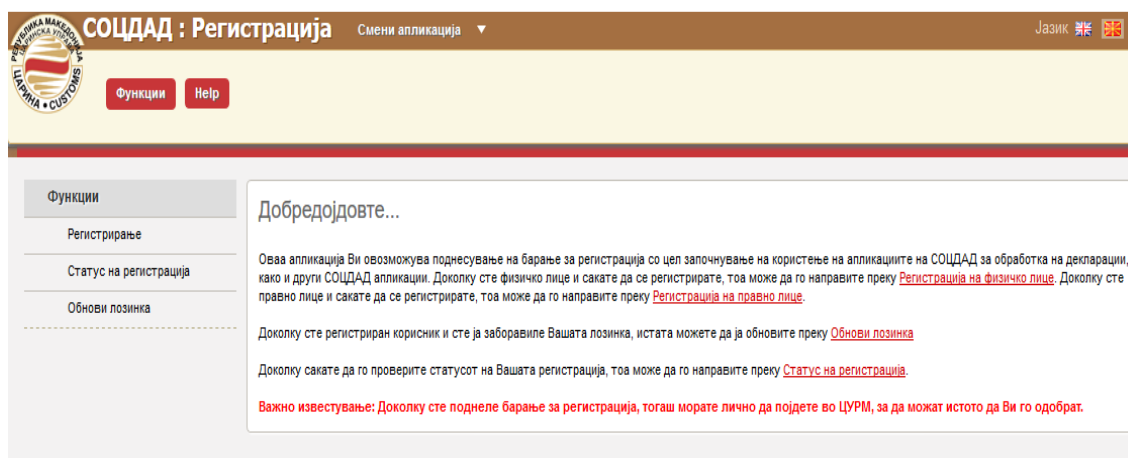 СОЦДАД : Регистрација
Смени апликација ▼
Јазик
ЦАРИНА • CUSTOMS
Функции
Help
Функции
Регистрирање
Статус на регистрација
Обнови лозинка
Добредојдовте...
Оваа апликација Ви овозможува поднесување на барање за регистрација со цел започнување на користење на апликациите на СОЦДАД за обработка на декларации,
како и други СОЦДАД апликации. Доколку сте физичко лице и сакате да се регистрирате, тоа може да го направите преку Регистрација на физичко лице. Доколку сте
правно лице и сакате да се регистрирате, тоа може да го направите преку Регистрација на правно лице.
Доколку сте регистриран корисник и сте ја заборавиле Вашата лозинка, истата можете да ја обновите преку Обнови лозинка
Доколку сакате да го проверите статусот на Вашата регистрација, тоа може да го направите преку Статус на регистрација.
Важно известување: Доколку сте поднеле барање за регистрација, тогаш морате лично да појдете во ЦУРМ, за да можат истото да Ви го одобрат.